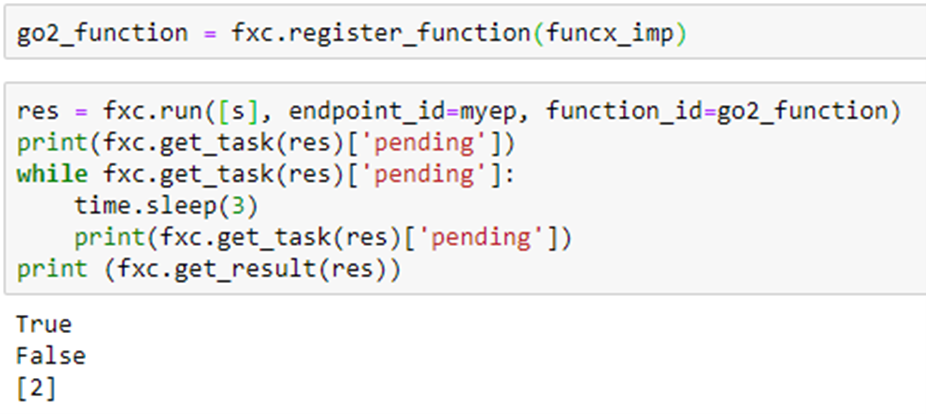 go2_function = fxc.register_function(funcx_imp)
res = fxc.run([s], endpoint_id=myep, function_id=go2_function)
print(fxc.get_task(res)['pending'])
while fxc.get_task(res)['pending']:
    time.sleep(3)
    print(fxc.get_task(res)['pending'])
print (fxc.get_result(res))
True
False
[2]